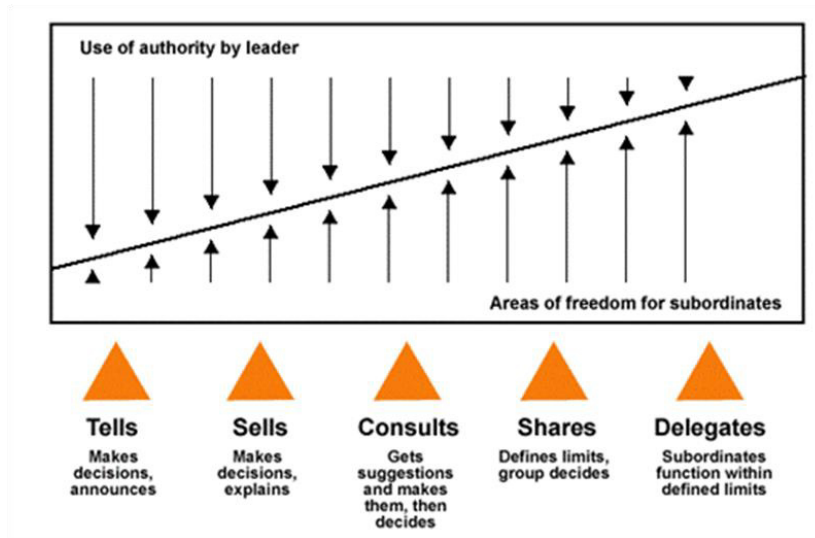 Use of authority by leader
Areas of freedom for subordinates
Tells
Makes
decisions,
announces
Sells
Makes
decisions,
explains
Consults
Gets
suggestions
and makes
them, then
decides
Shares
Defines limits,
group decides
Delegates
Subordinates
function within
defined limits